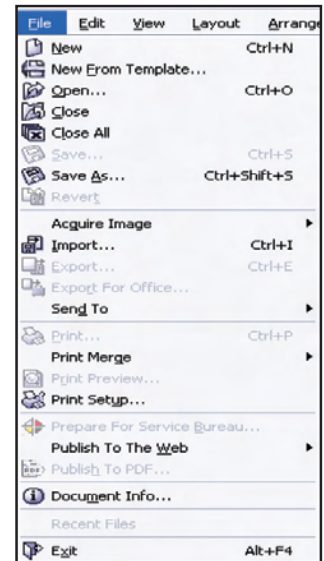 File Edit View Layout Arrange
New Ctrl+N
New From Template...
Open... Ctrl+O
Close
Close All
Save... Ctrl+S
Save As... Ctrl+Shift+S
Revert
Acquire Image
Import... Ctrl+I
Export... Ctrl+E
Export For Office...
Send To
Print... Ctrl+P
Print Merge
Print Preview...
Print Setup...
Prepare For Service Bureau...
Publish To The Web
Publish To PDF...
Document Info...
Recent Files
Exit Alt+F4